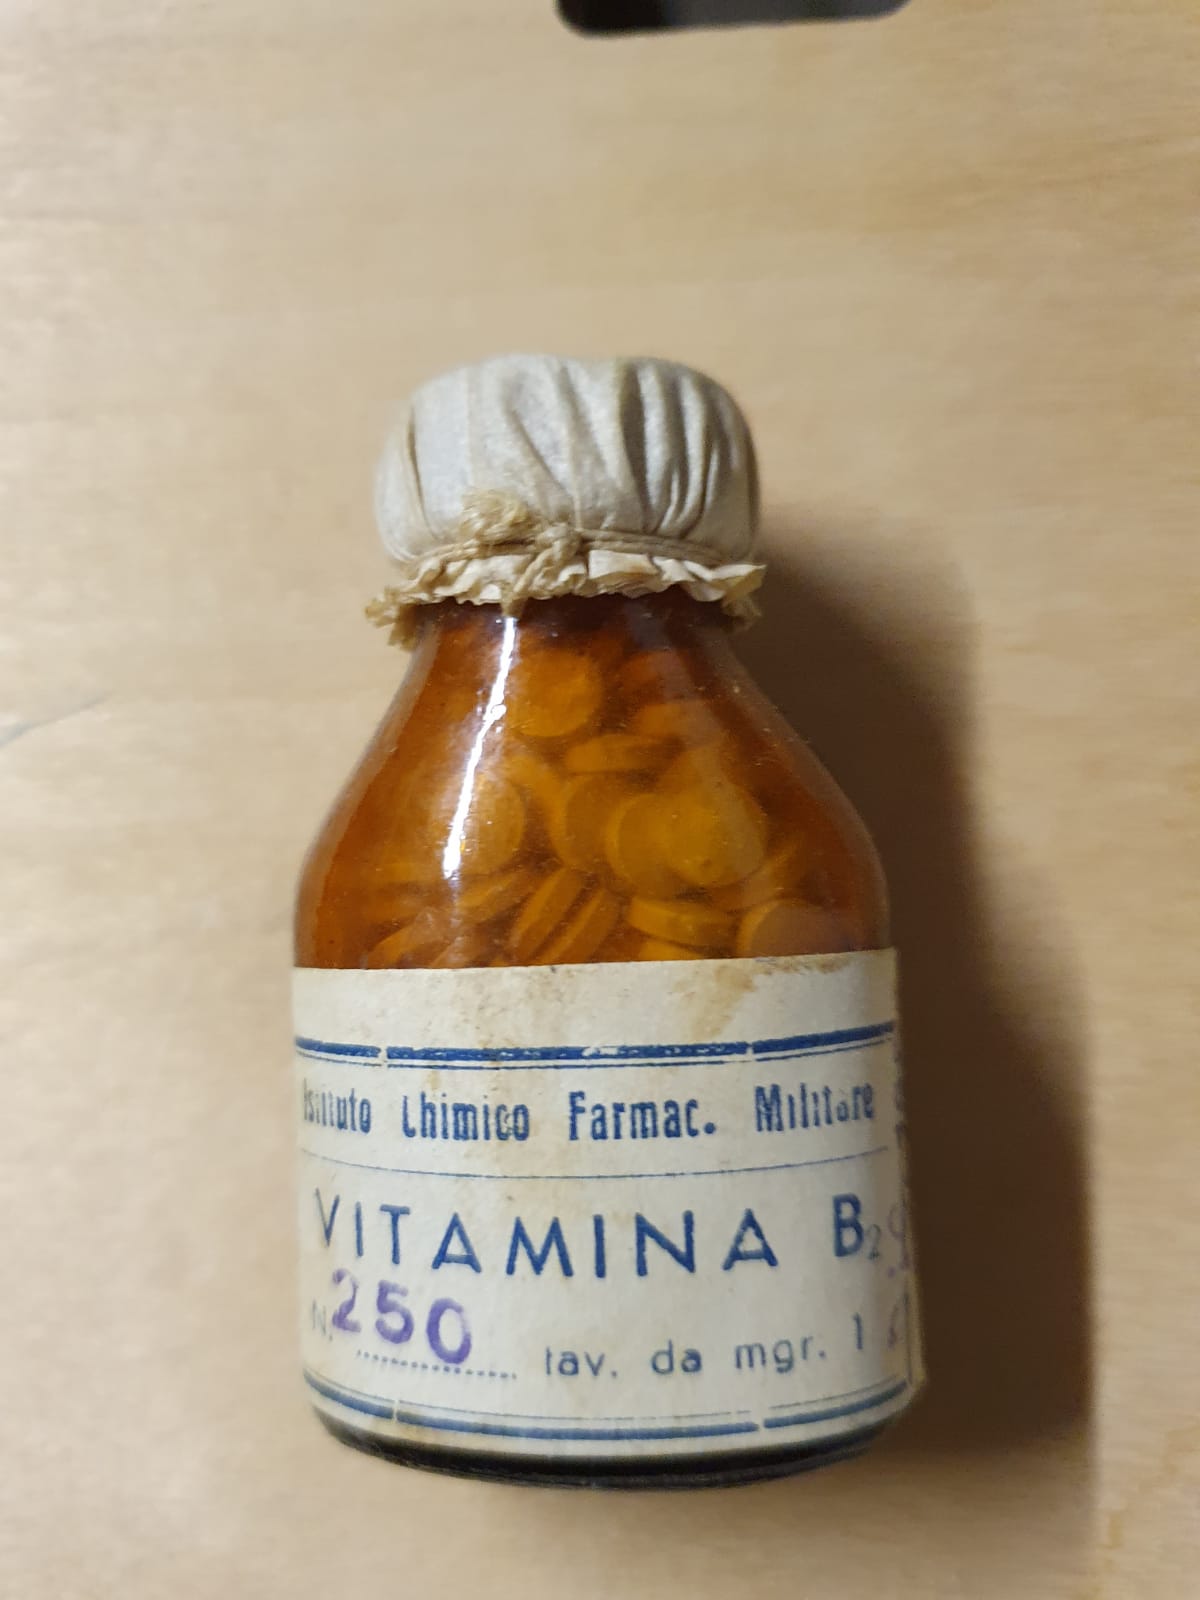 Istituto Chimico Farmac. Militare
VITAMINA B2
N. 250 tav. da mgr. 1